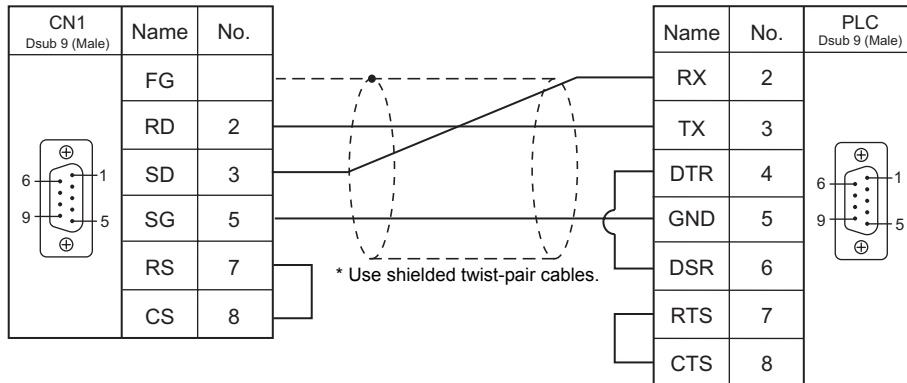 CN1
Dsub 9 (Male)
Name No.
FG
RD 2
SD 3
SG 5
RS 7
CS 8
6 1
9 5
* Use shielded twist-pair cables.
Name No.
PLC
Dsub 9 (Male)
RX 2
TX 3
DTR 4
GND 5
DSR 6
RTS 7
CTS 8
6 1
9 5